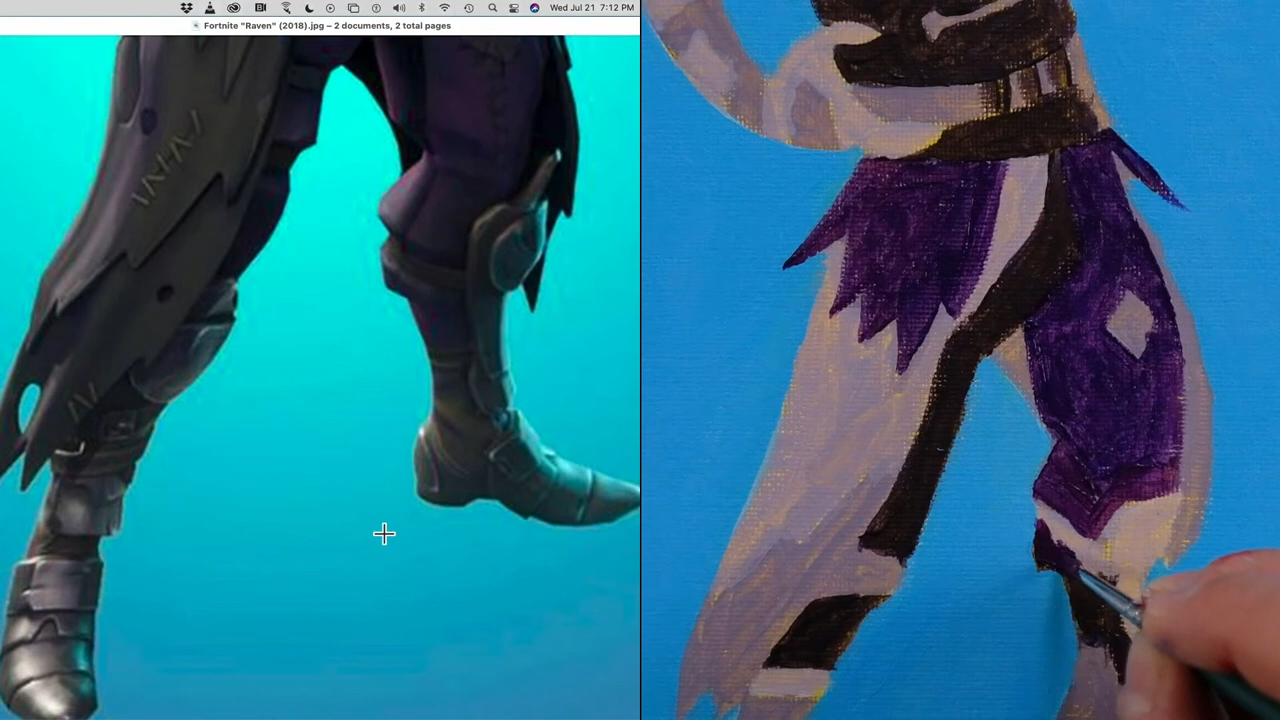 Wed Jul 21 7:12 PM
Fortnite "Raven" (2018).jpg – 2 documents, 2 total pages